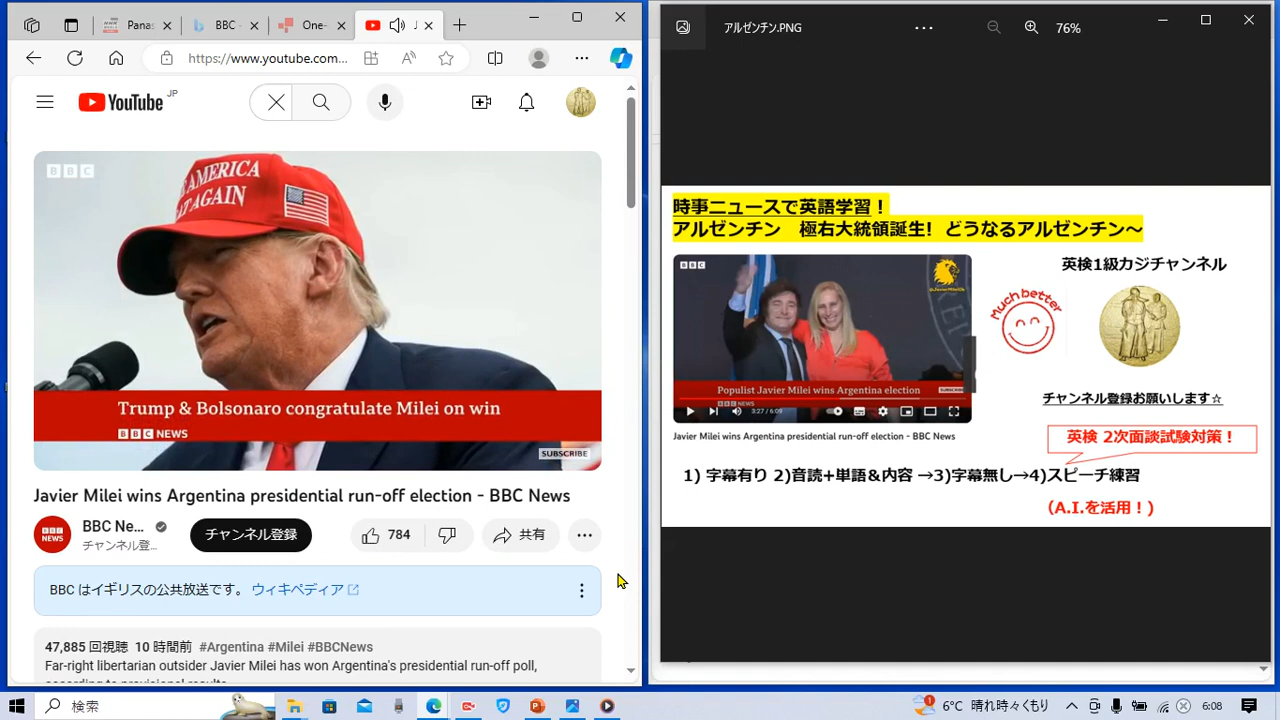 Panas
BBC -
One-
https://www.youtube.com...
YouTube JP
BBC
AMERICA
AT AGAIN
Trump & Bolsonaro congratulate Milei on win
BBC NEWS
SUBSCRIBE
Javier Milei wins Argentina presidential run-off election - BBC News
BBC NEWS
BBC Ne...
チャンネル登...
チャンネル登録
784
共有
BBC はイギリスの公共放送です。 ウィキペディア
47,885 回視聴 10 時間前 #Argentina #Milei #BBCNews
Far-right libertarian outsider Javier Milei has won Argentina's presidential run-off poll,
アルゼンチン.PNG
76%
時事ニュースで英語学習！
アルゼンチン 極右大統領誕生! どうなるアルゼンチン～
BBC
Populist Javier Milei wins Argentina election
SUBSCRIBE
BBC NEWS
3:27 / 6:09
Javier Milei wins Argentina presidential run-off election - BBC News
英検1級カジチャンネル
Much better
チャンネル登録お願いします☆
英検 2次面談試験対策！
1) 字幕有り 2)音読+単語＆内容 →3)字幕無し→4)スピーチ練習
(A.I.を活用！)
検索
1
6°C 晴れ時々くもり
6:08